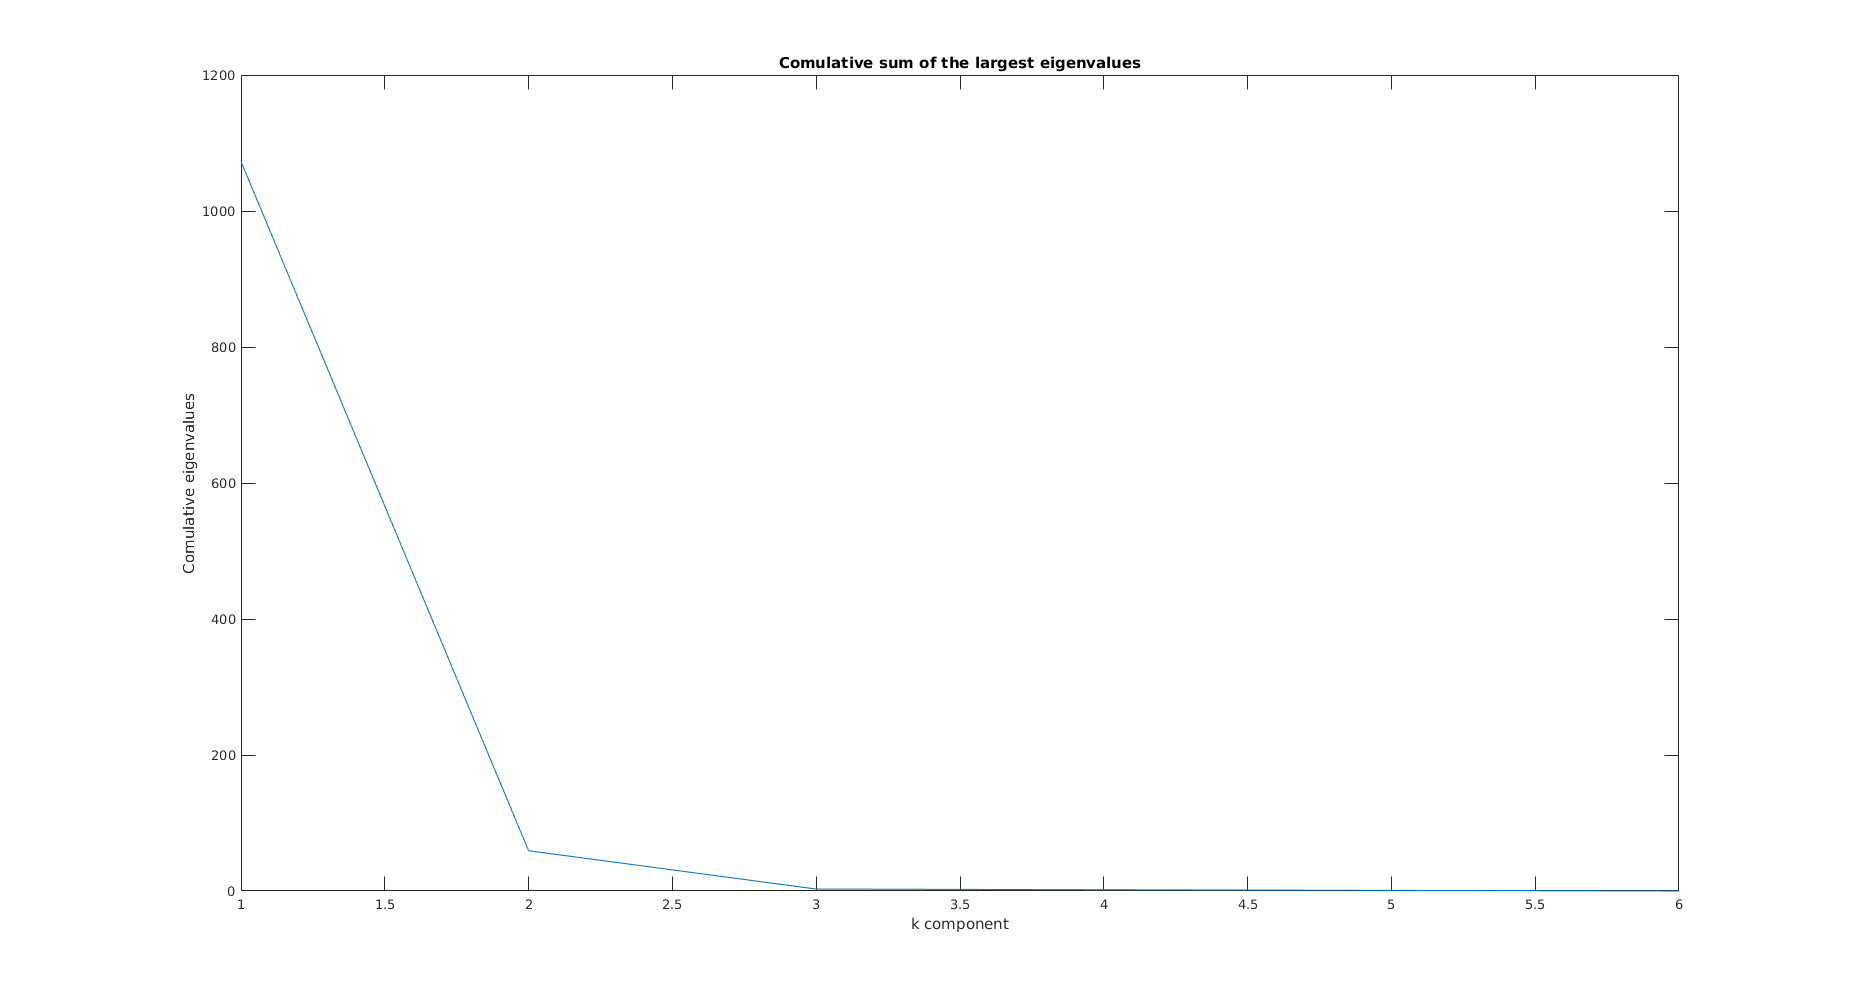 Comulative sum of the largest eigenvalues
1200
1000
800
600
400
200
0
Comulative eigenvalues
1 1.5 2 2.5 3 3.5 4 4.5 5 5.5 6
k component